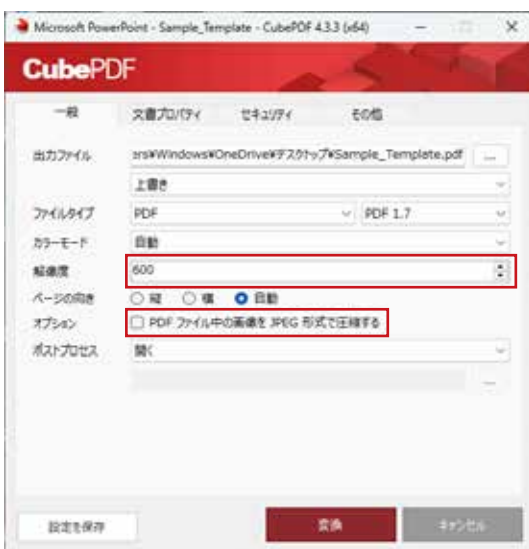 Microsoft PowerPoint - Sample_Template - CubePDF 4.3.3 (x64)
CubePDF
一般 文書プロパティ セキュリティ その他
出力ファイル ers¥Windows¥OneDrive¥デスクトップ¥Sample_Template.pdf ...
上書き
ファイルタイプ PDF PDF 1.7
カラーモード 自動
解像度 600
ページの向き 縦 横 自動
オプション PDF ファイル中の画像を JPEG 形式で圧縮する
ポストプロセス 開く
...
設定を保存 変換 キャンセル